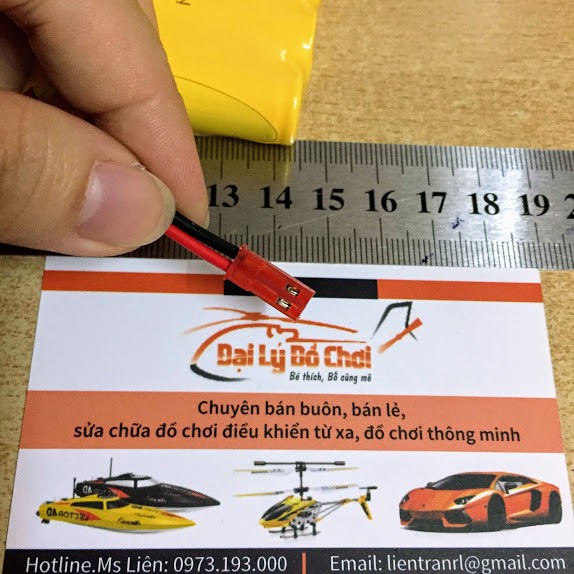 13 14 15 16 17 18 19
Đại Lý Đồ Chơi
Bé thích, Bố cũng mê
Chuyên bán buôn, bán lẻ,
sửa chữa đồ chơi điều khiển từ xa, đồ chơi thông minh
Hotline.Ms Liên: 0973.193.000 | Email: lientranrl@gmail.com